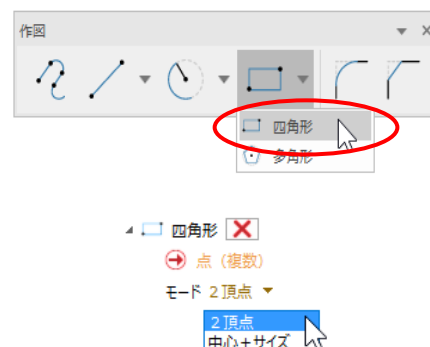 作図
四角形
多角形
四角形
点（複数）
モード 2 頂点
2 頂点
中心＋サイズ